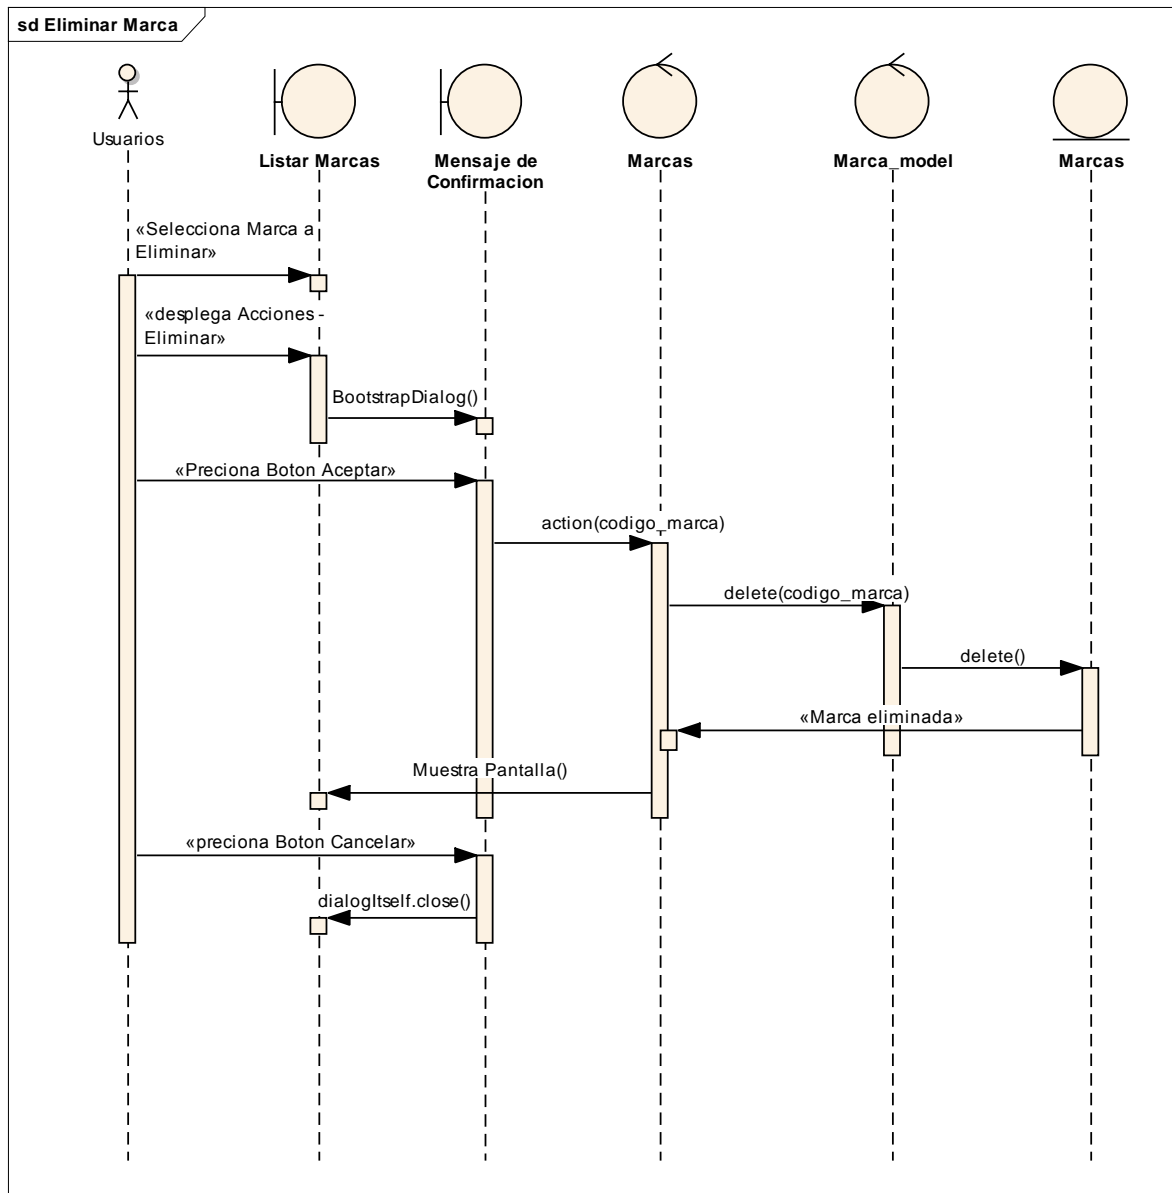 sd Eliminar Marca
Usuarios
Listar Marcas
Mensaje de
Confirmacion
Marcas
Marca_model
Marcas
«Selecciona Marca a
Eliminar»
«desplega Acciones -
Eliminar»
BootstrapDialog()
«Preciona Boton Aceptar»
action(codigo_marca)
delete(codigo_marca)
delete()
«Marca eliminada»
Muestra Pantalla()
«preciona Boton Cancelar»
dialogItself.close()